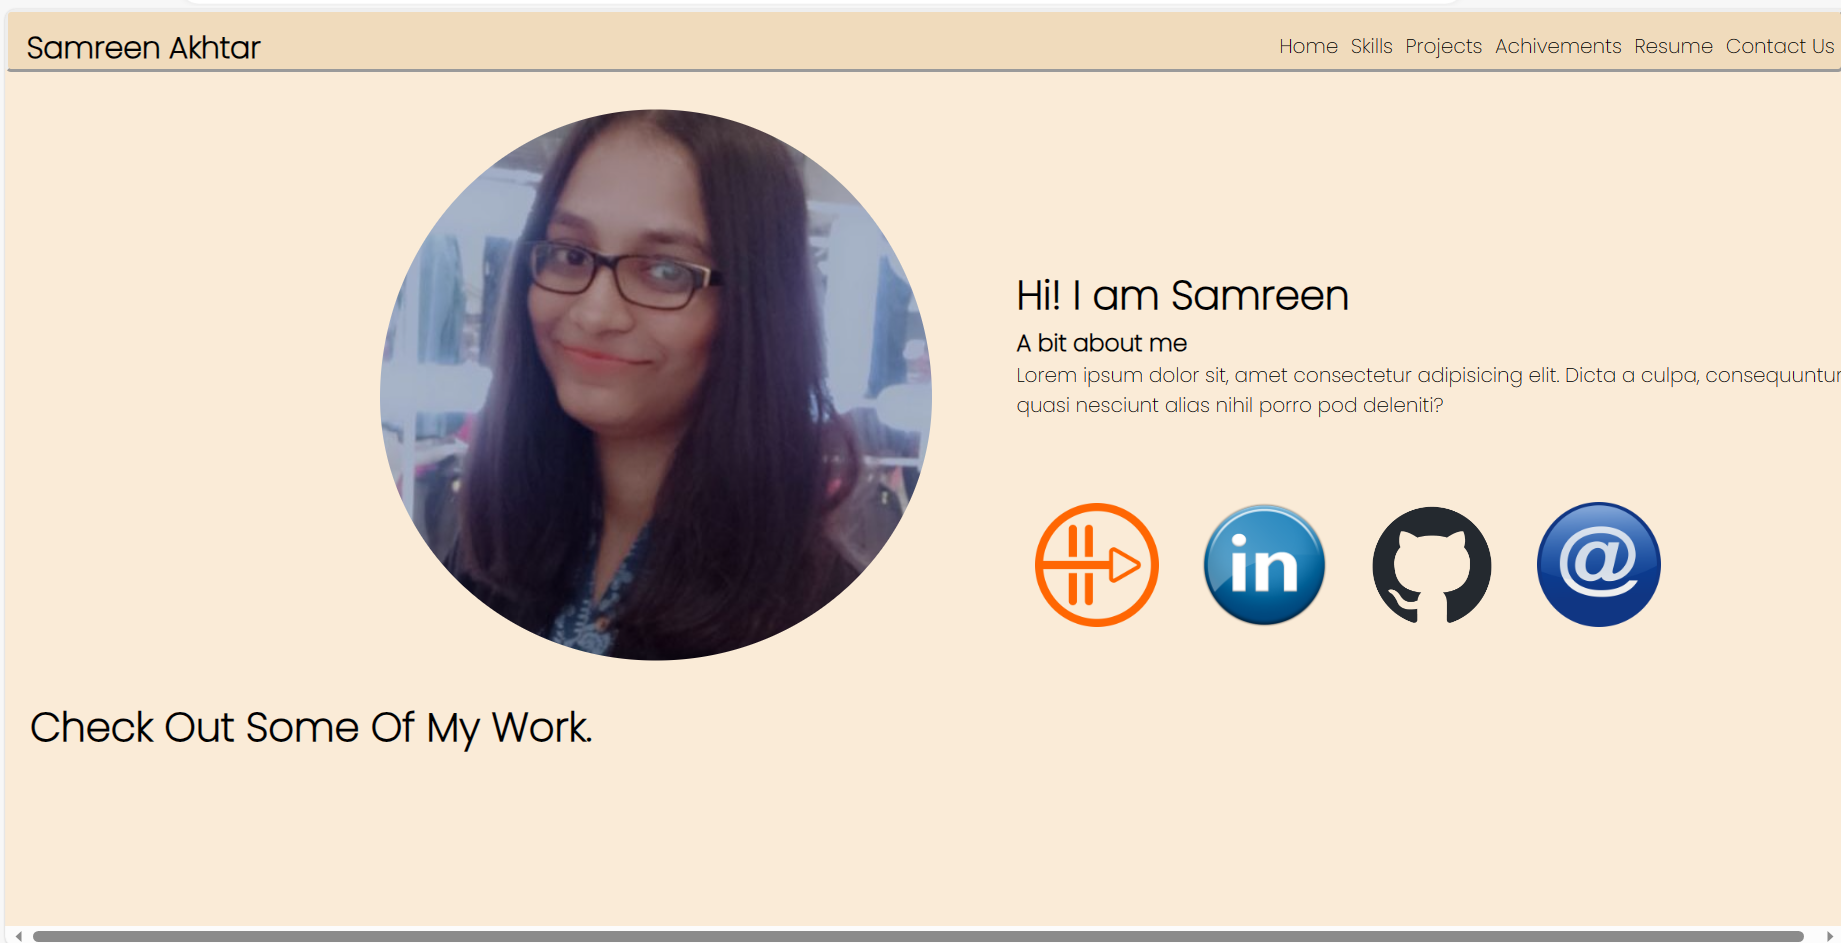 Samreen Akhtar
Home Skills Projects Achivements Resume Contact Us
Hi! I am Samreen
A bit about me
Lorem ipsum dolor sit, amet consectetur adipisicing elit. Dicta a culpa, consequuntur
quasi nesciunt alias nihil porro pod deleniti?
in
@
Check Out Some Of My Work.